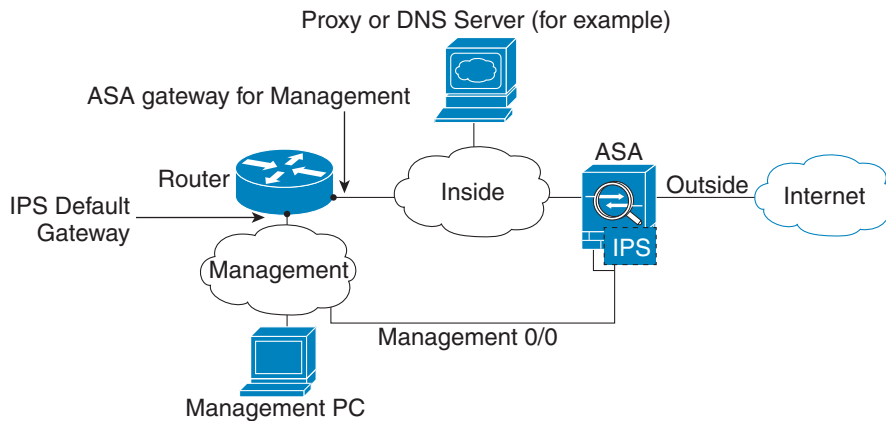 Proxy or DNS Server (for example)
ASA gateway for Management
ASA
Router
Inside
Outside
Internet
IPS Default
Gateway
IPS
Management
Management 0/0
Management PC